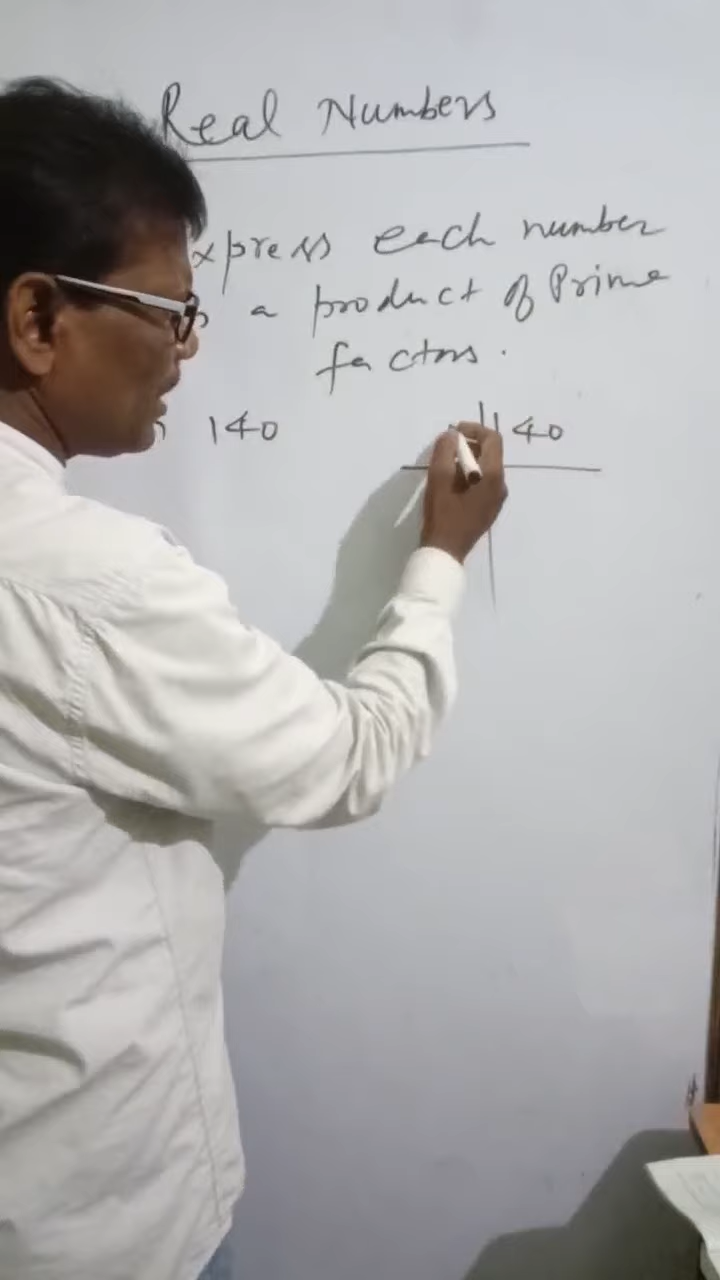 Real Numbers
xpress each number
a product of Prime
factors.
140
140